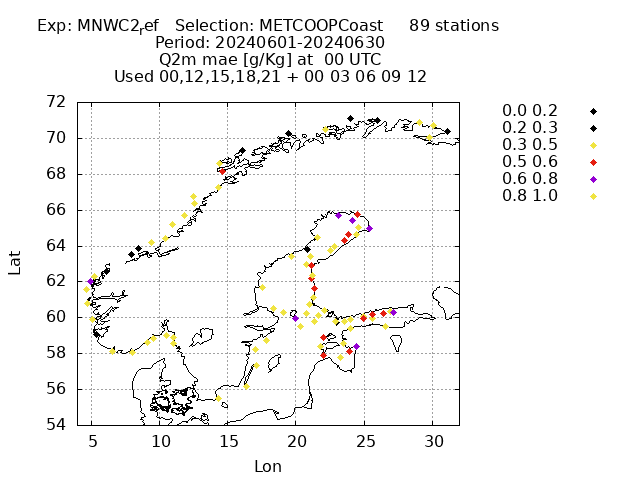 Exp: MNWC2ref Selection: METCOOPCoast 89 stations
Period: 20240601-20240630
Q2m mae [g/Kg] at 00 UTC
Used 00,12,15,18,21 + 00 03 06 09 12
72
70
68
66
64
62
60
58
56
54
Lat
5 10 15 20 25 30
Lon
0.0 0.2
0.2 0.3
0.3 0.5
0.5 0.6
0.6 0.8
0.8 1.0